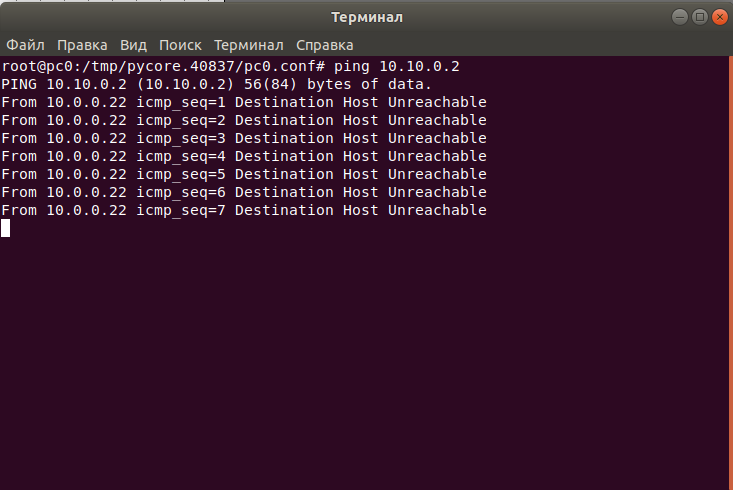 Терминал
Файл Правка Вид Поиск Терминал Справка
root@pc0:/tmp/pycore.40837/pc0.conf# ping 10.10.0.2
PING 10.10.0.2 (10.10.0.2) 56(84) bytes of data.
From 10.0.0.22 icmp_seq=1 Destination Host Unreachable
From 10.0.0.22 icmp_seq=2 Destination Host Unreachable
From 10.0.0.22 icmp_seq=3 Destination Host Unreachable
From 10.0.0.22 icmp_seq=4 Destination Host Unreachable
From 10.0.0.22 icmp_seq=5 Destination Host Unreachable
From 10.0.0.22 icmp_seq=6 Destination Host Unreachable
From 10.0.0.22 icmp_seq=7 Destination Host Unreachable